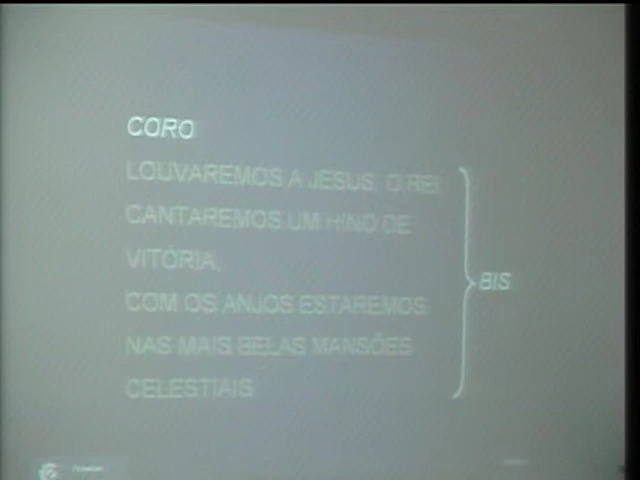 CORO
LOUVAREMOS A JESUS, O REI,
CANTAREMOS UM HINO DE
VITÓRIA,
COM OS ANJOS ESTAREMOS
NAS MAIS BELAS MANSÕES
CELESTIAIS
BIS